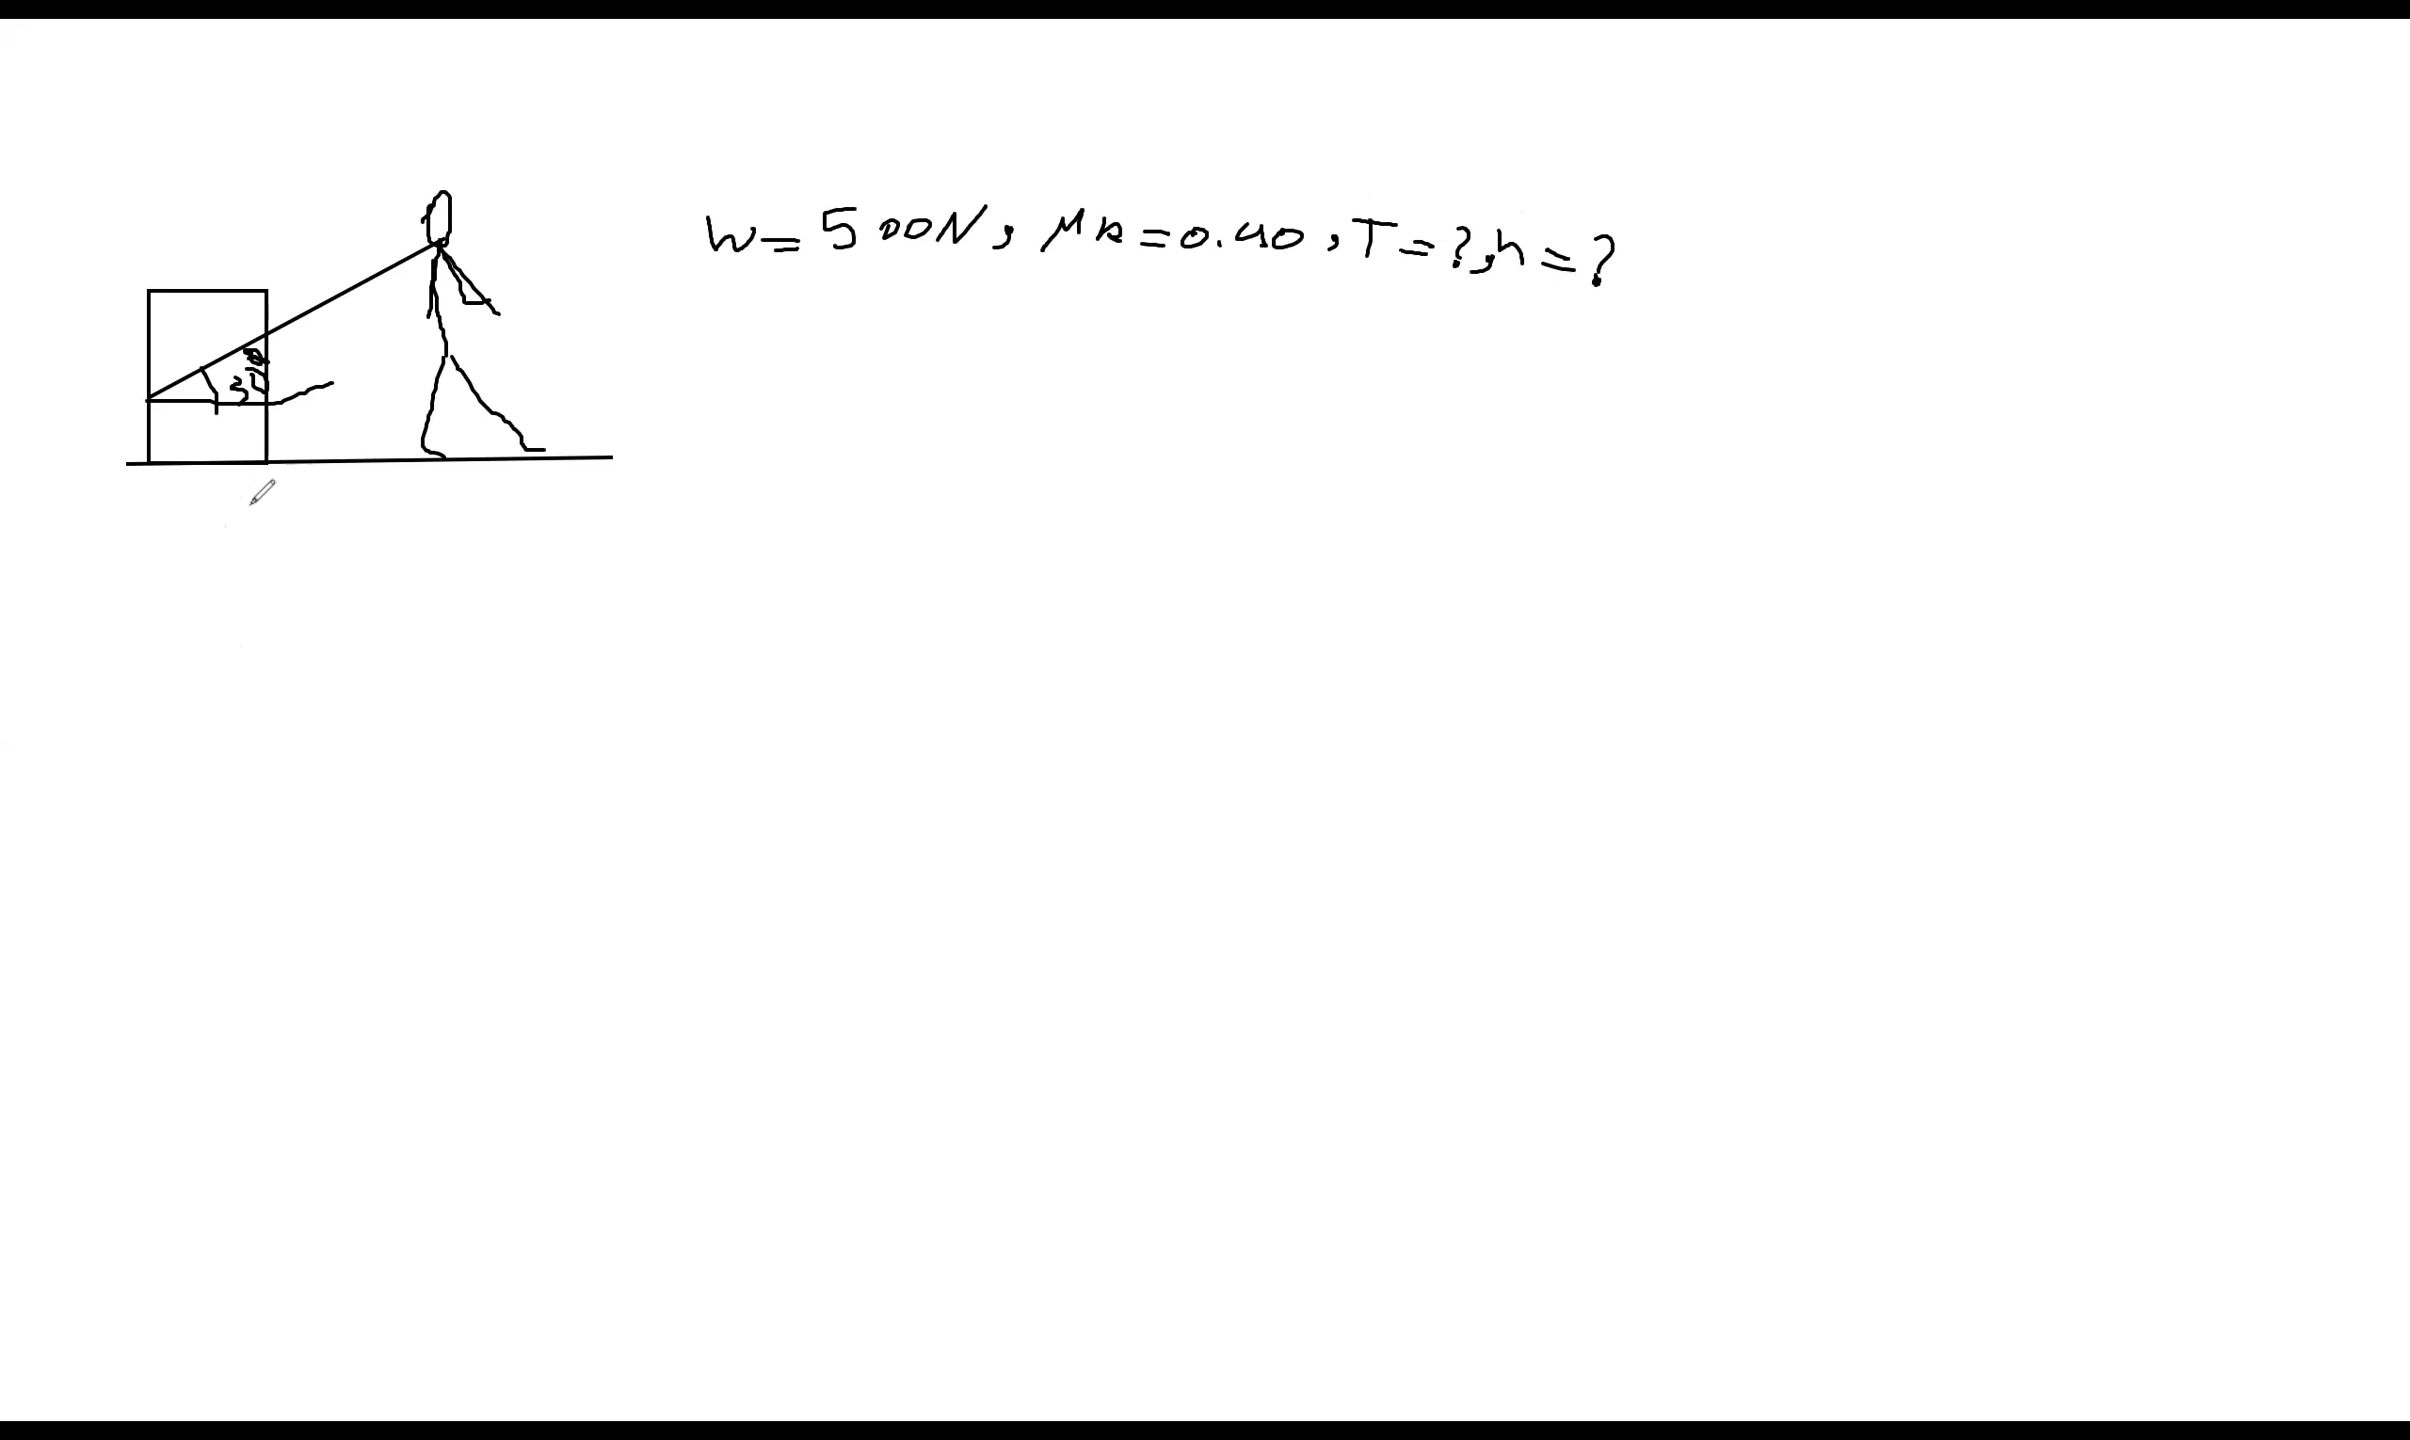 W = 500N, μk = 0.40, T = ?, n = ?